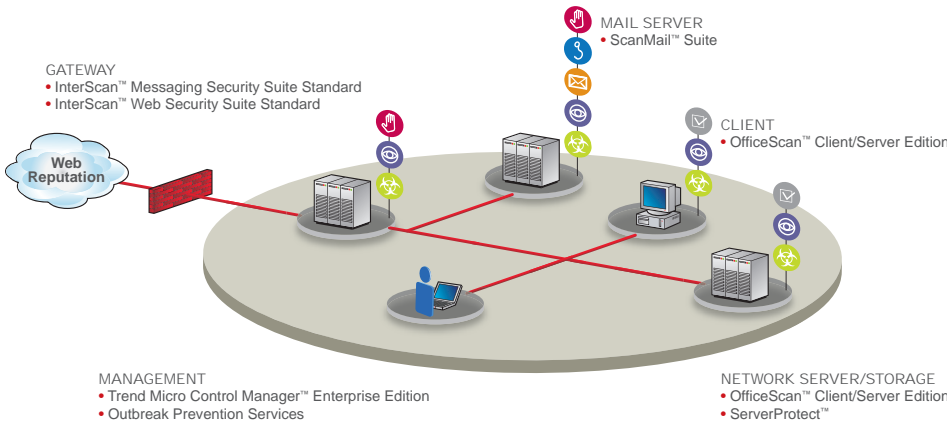 MAIL SERVER
• ScanMail™ Suite
GATEWAY
• InterScan™ Messaging Security Suite Standard
• InterScan™ Web Security Suite Standard
CLIENT
• OfficeScan™ Client/Server Edition
Web
Reputation
MANAGEMENT
• Trend Micro Control Manager™ Enterprise Edition
• Outbreak Prevention Services
NETWORK SERVER/STORAGE
• OfficeScan™ Client/Server Edition
• ServerProtect™